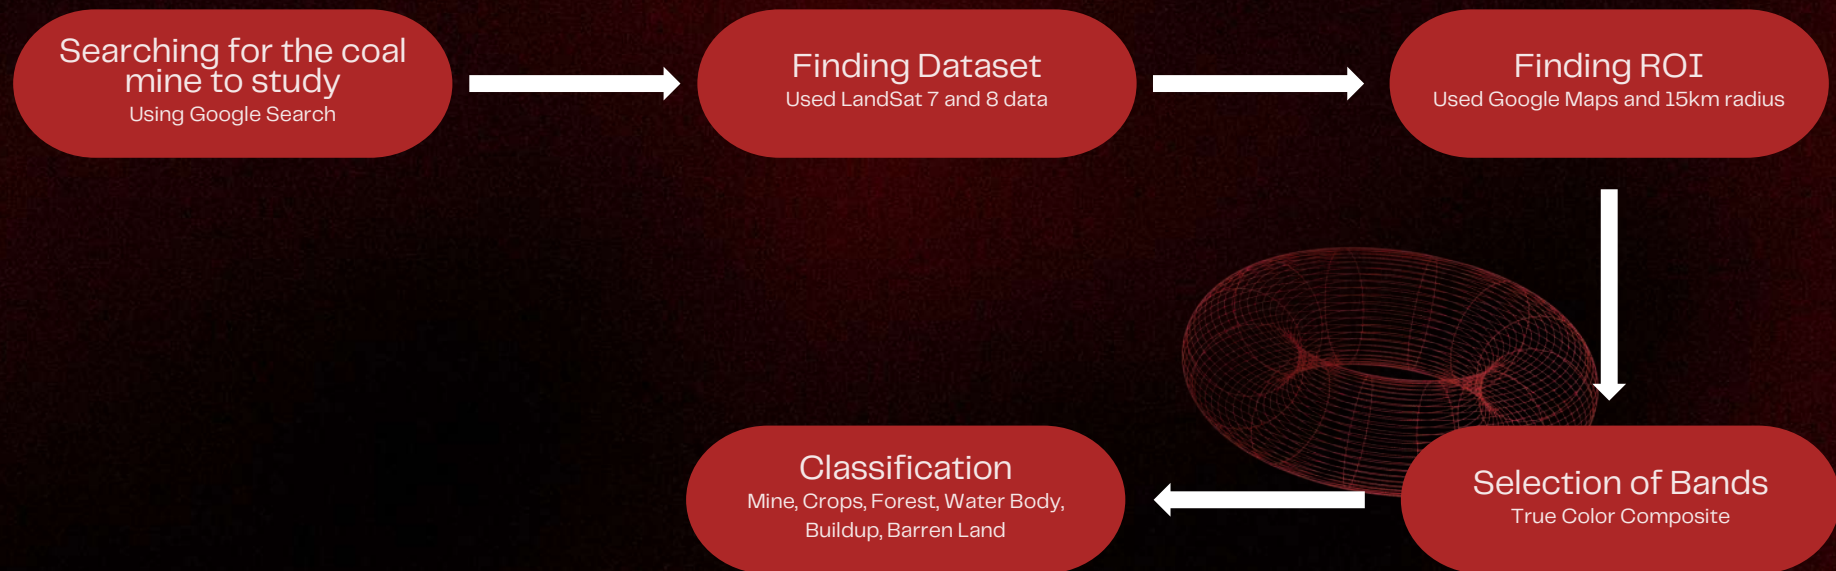 Searching for the coal
mine to study
Using Google Search
Finding Dataset
Used LandSat 7 and 8 data
Finding ROI
Used Google Maps and 15km radius
Selection of Bands
True Color Composite
Classification
Mine, Crops, Forest, Water Body,
Buildup, Barren Land